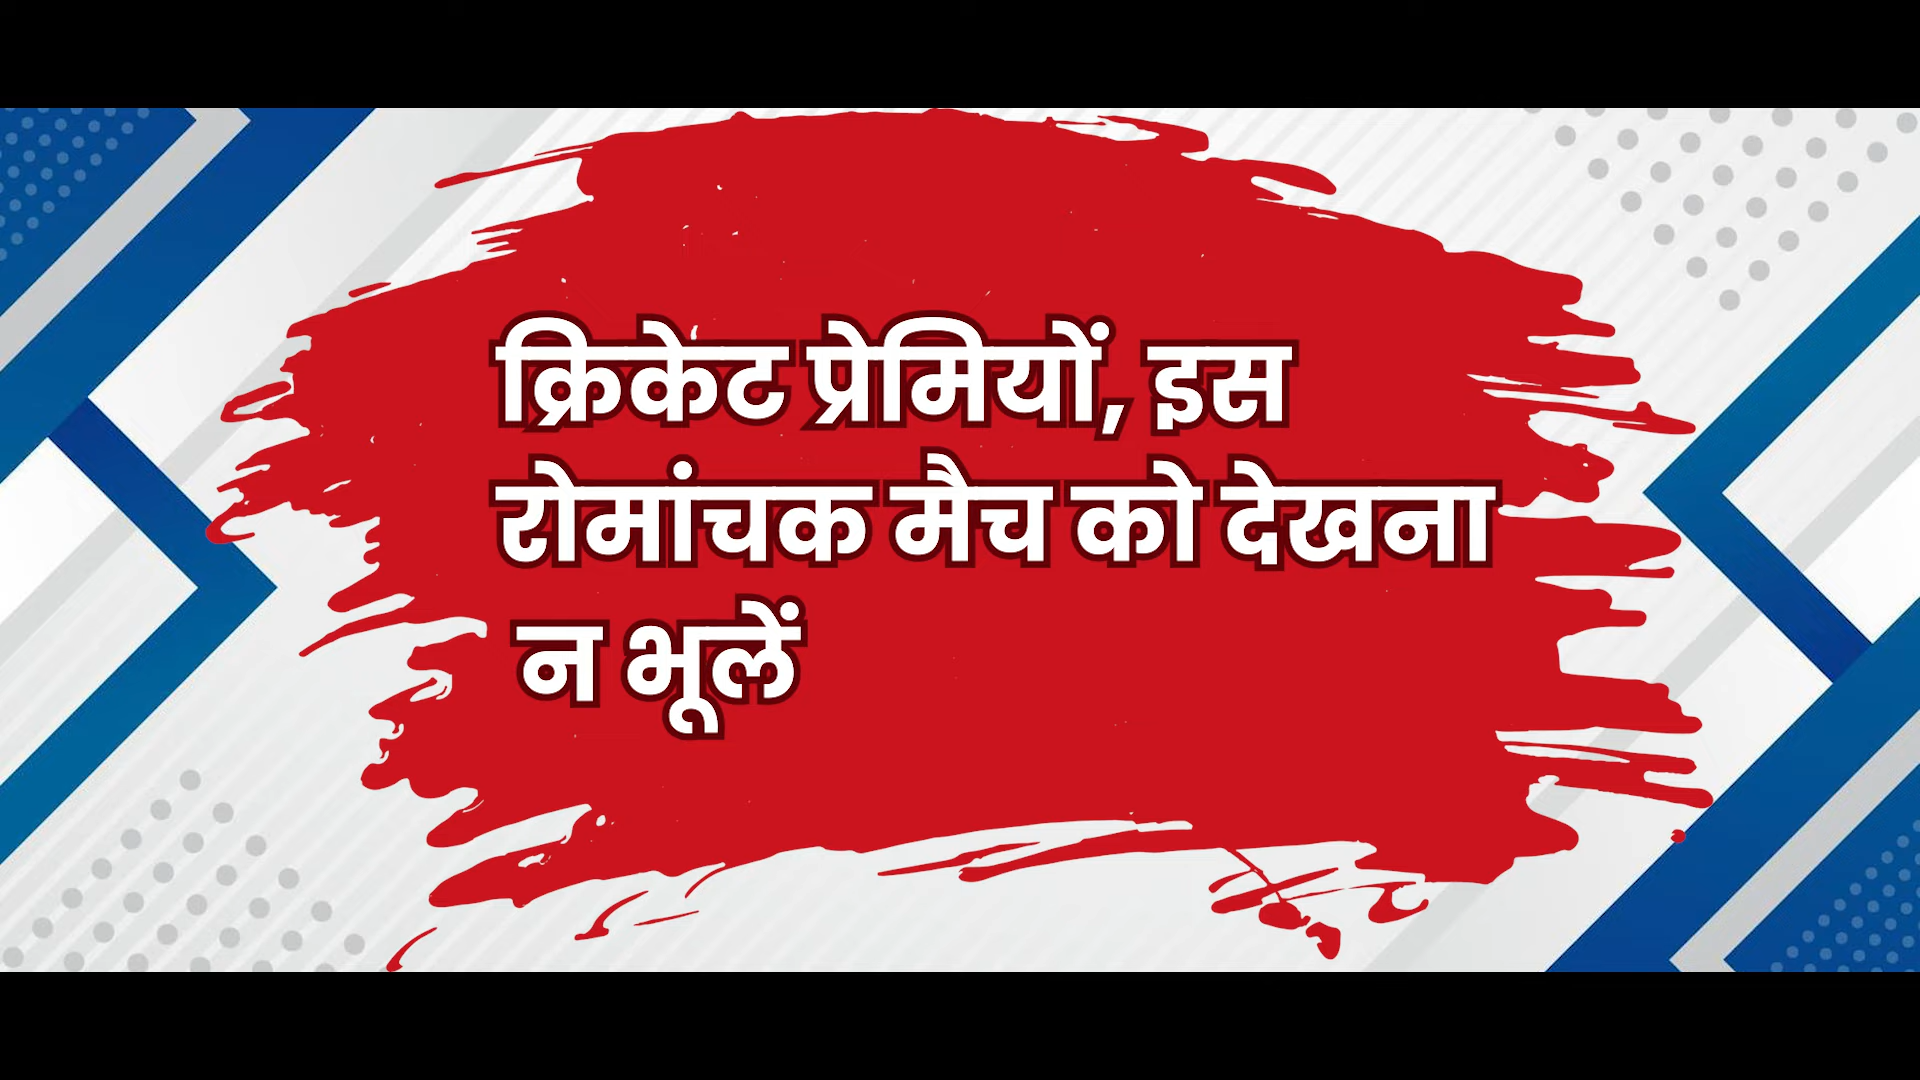 क्रिकेट प्रेमियों, इस
रोमांचक मैच को देखना
न भूलें